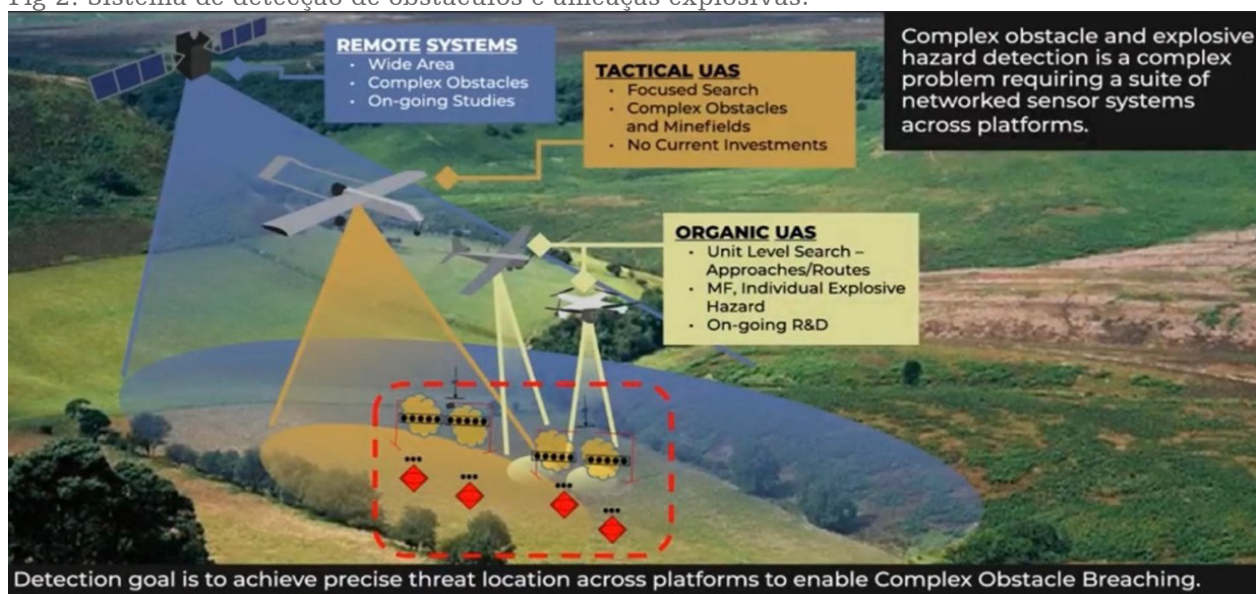 Fig 2: Sistema de detecção de obstáculos e ameaças explosivas.
REMOTE SYSTEMS
• Wide Area
• Complex Obstacles
• On-going Studies
TACTICAL UAS
• Focused Search
• Complex Obstacles
and Minefields
• No Current Investments
Complex obstacle and explosive
hazard detection is a complex
problem requiring a suite of
networked sensor systems
across platforms.
ORGANIC UAS
• Unit Level Search –
Approaches/Routes
• MF, Individual Explosive
Hazard
• On-going R&D
Detection goal is to achieve precise threat location across platforms to enable Complex Obstacle Breaching.